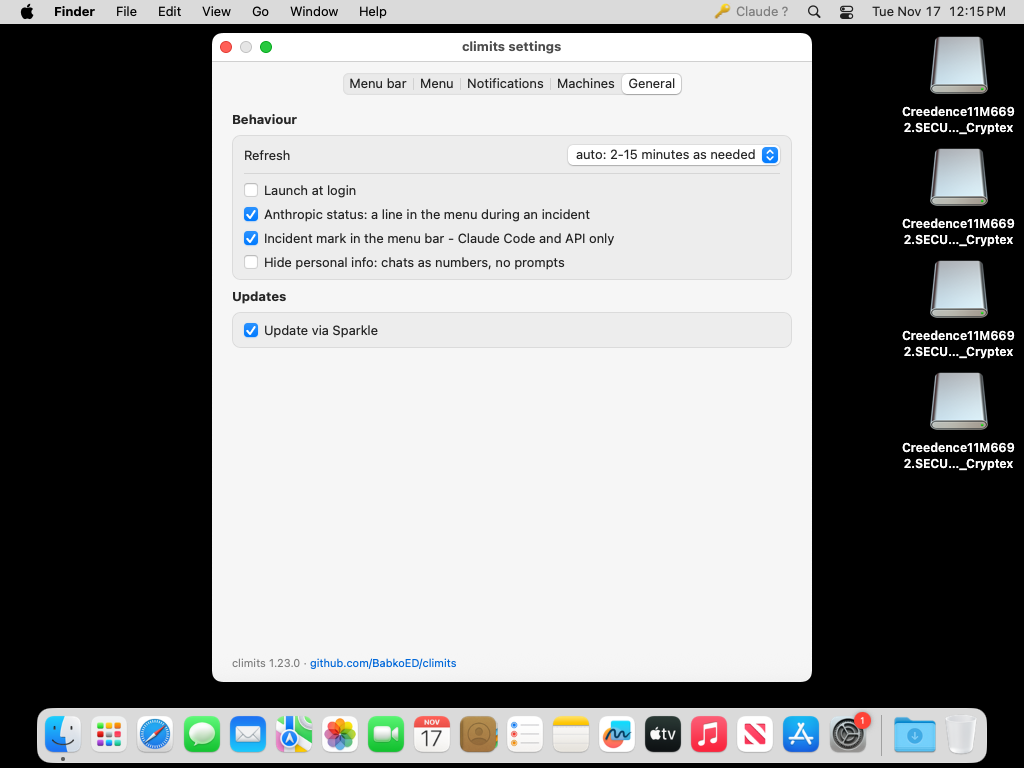 Finder File Edit View Go Window Help Claude ? Tue Nov 17 12:15 PM
climits settings
Menu bar Menu Notifications Machines General
Behaviour
Refresh auto: 2-15 minutes as needed
Launch at login
Anthropic status: a line in the menu during an incident
Incident mark in the menu bar - Claude Code and API only
Hide personal info: chats as numbers, no prompts
Updates
Update via Sparkle
climits 1.23.0 · github.com/BabkoED/climits
Creedence11M669
2.SECU..._Cryptex
Creedence11M669
2.SECU..._Cryptex
Creedence11M669
2.SECU..._Cryptex
Creedence11M669
2.SECU..._Cryptex
NOV
17
tv
1